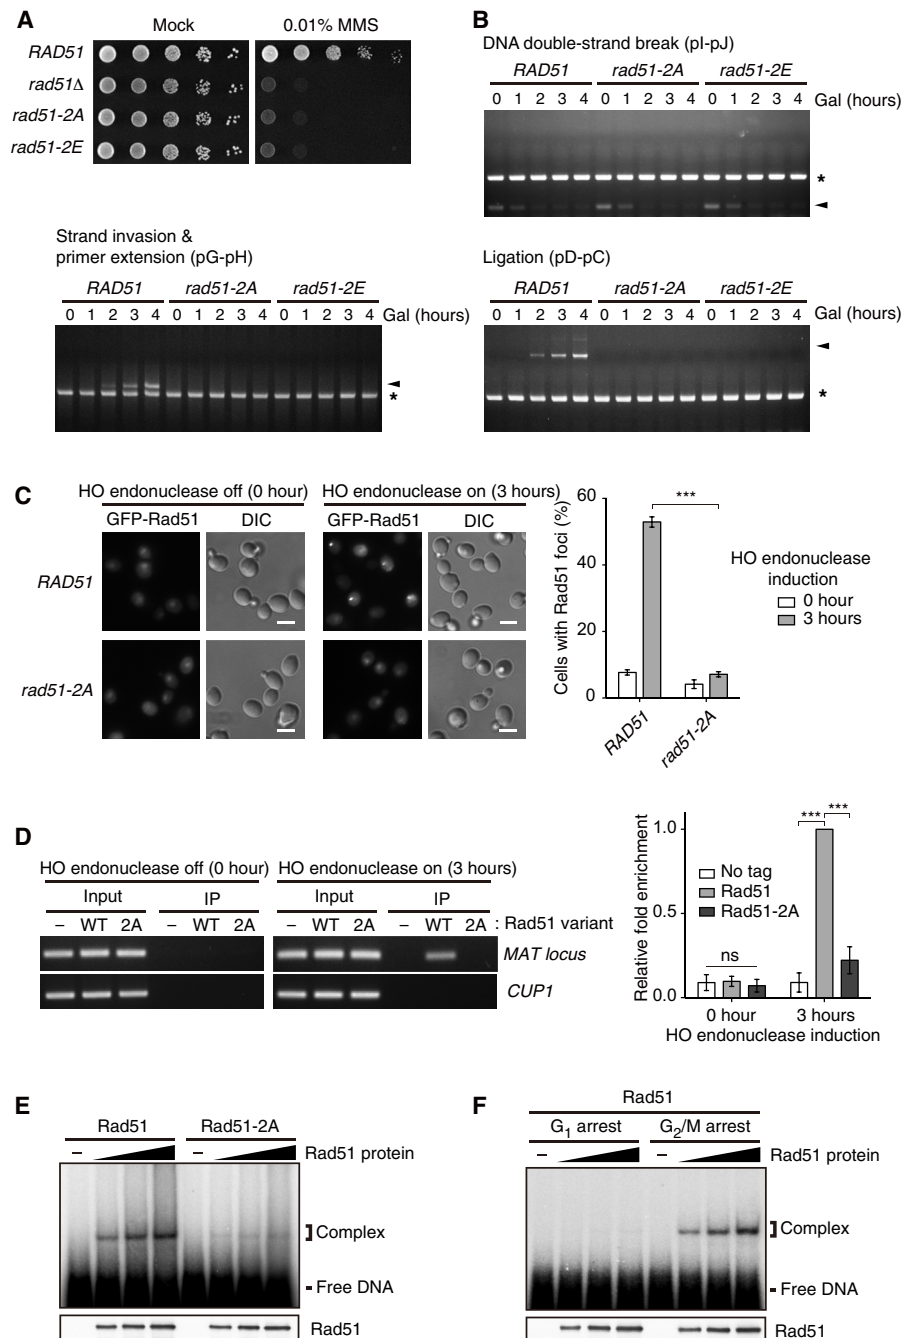 A
Mock
0.01% MMS
RAD51
rad51Δ
rad51-2A
rad51-2E
B
DNA double-strand break (pI-pJ)
RAD51 rad51-2A rad51-2E
0 1 2 3 4 0 1 2 3 4 0 1 2 3 4 Gal (hours)
*
Strand invasion &
primer extension (pG-pH)
RAD51 rad51-2A rad51-2E
0 1 2 3 4 0 1 2 3 4 0 1 2 3 4 Gal (hours)
*
Ligation (pD-pC)
RAD51 rad51-2A rad51-2E
0 1 2 3 4 0 1 2 3 4 0 1 2 3 4 Gal (hours)
*
C
HO endonuclease off (0 hour) HO endonuclease on (3 hours)
GFP-Rad51 DIC GFP-Rad51 DIC
RAD51
rad51-2A
Cells with Rad51 foci (%)
60
40
20
0
***
RAD51
rad51-2A
HO endonuclease
induction
0 hour
3 hours
D
HO endonuclease off (0 hour) HO endonuclease on (3 hours)
Input IP Input IP
– WT 2A – WT 2A – WT 2A – WT 2A : Rad51 variant
MAT locus
CUP1
Relative fold enrichment
1.0
0.5
0.0
*** ***
No tag
Rad51
Rad51-2A
ns
0 hour 3 hours
HO endonuclease induction
E
Rad51 Rad51-2A
– – Rad51 protein
Complex
Free DNA
Rad51
F
Rad51
G1 arrest G2/M arrest
– – Rad51 protein
Complex
Free DNA
Rad51